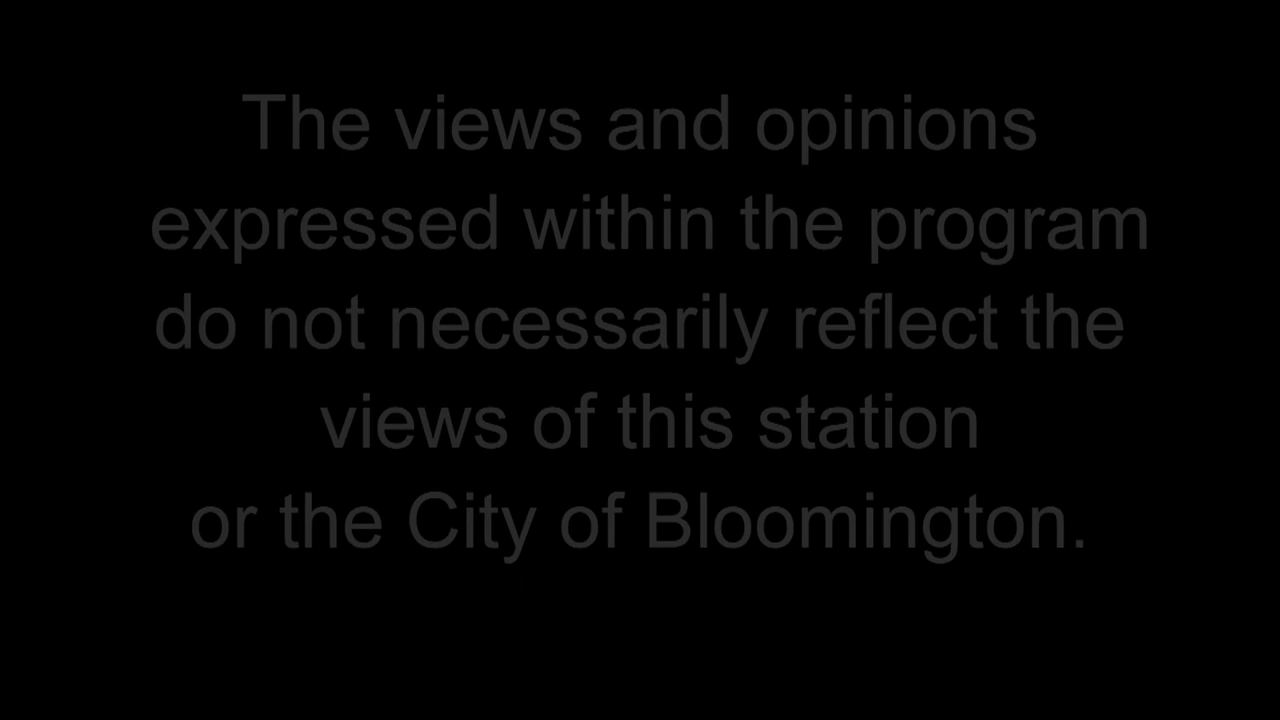 The views and opinions
expressed within the program
do not necessarily reflect the
views of this station
or the City of Bloomington.